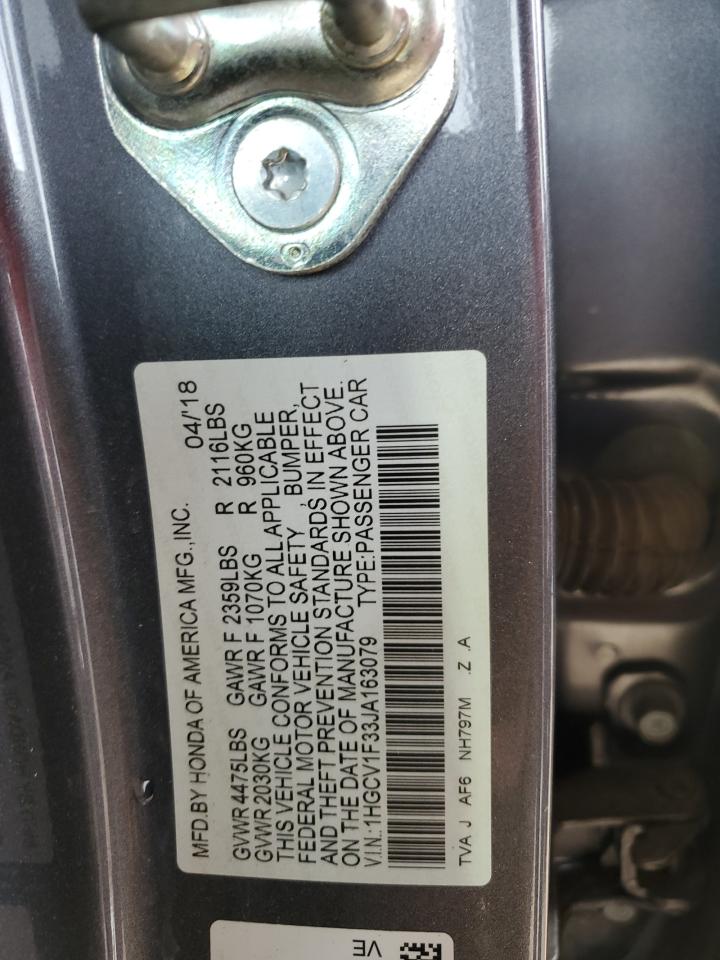 MFD.BY HONDA OF AMERICA MFG.,INC. 04/'18
GVWR 4475LBS GAWR F 2359LBS R 2116LBS
GVWR 2030KG GAWR F 1070KG R 960KG
THIS VEHICLE CONFORMS TO ALL APPLICABLE
FEDERAL MOTOR VEHICLE SAFETY , BUMPER,
AND THEFT PREVENTION STANDARDS IN EFFECT
ON THE DATE OF MANUFACTURE SHOWN ABOVE.
V.I.N.:1HGCV1F33JA163079 TYPE:PASSENGER CAR
TVA J AF6 NH797M .Z .A
VE